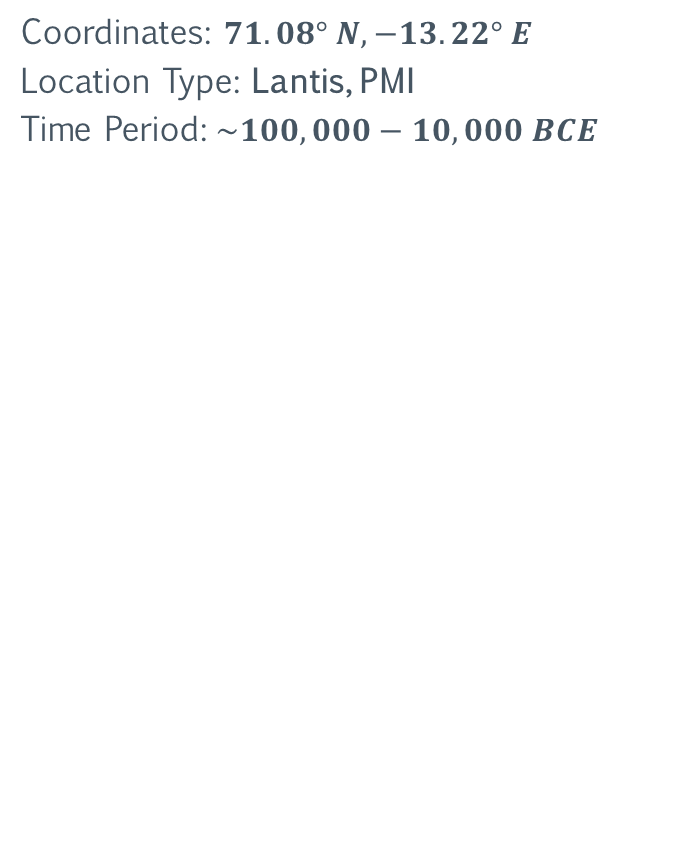 Coordinates: 71.08° N, −13.22° E
Location Type: Lantis, PMI
Time Period: ~100,000 − 10,000 BCE